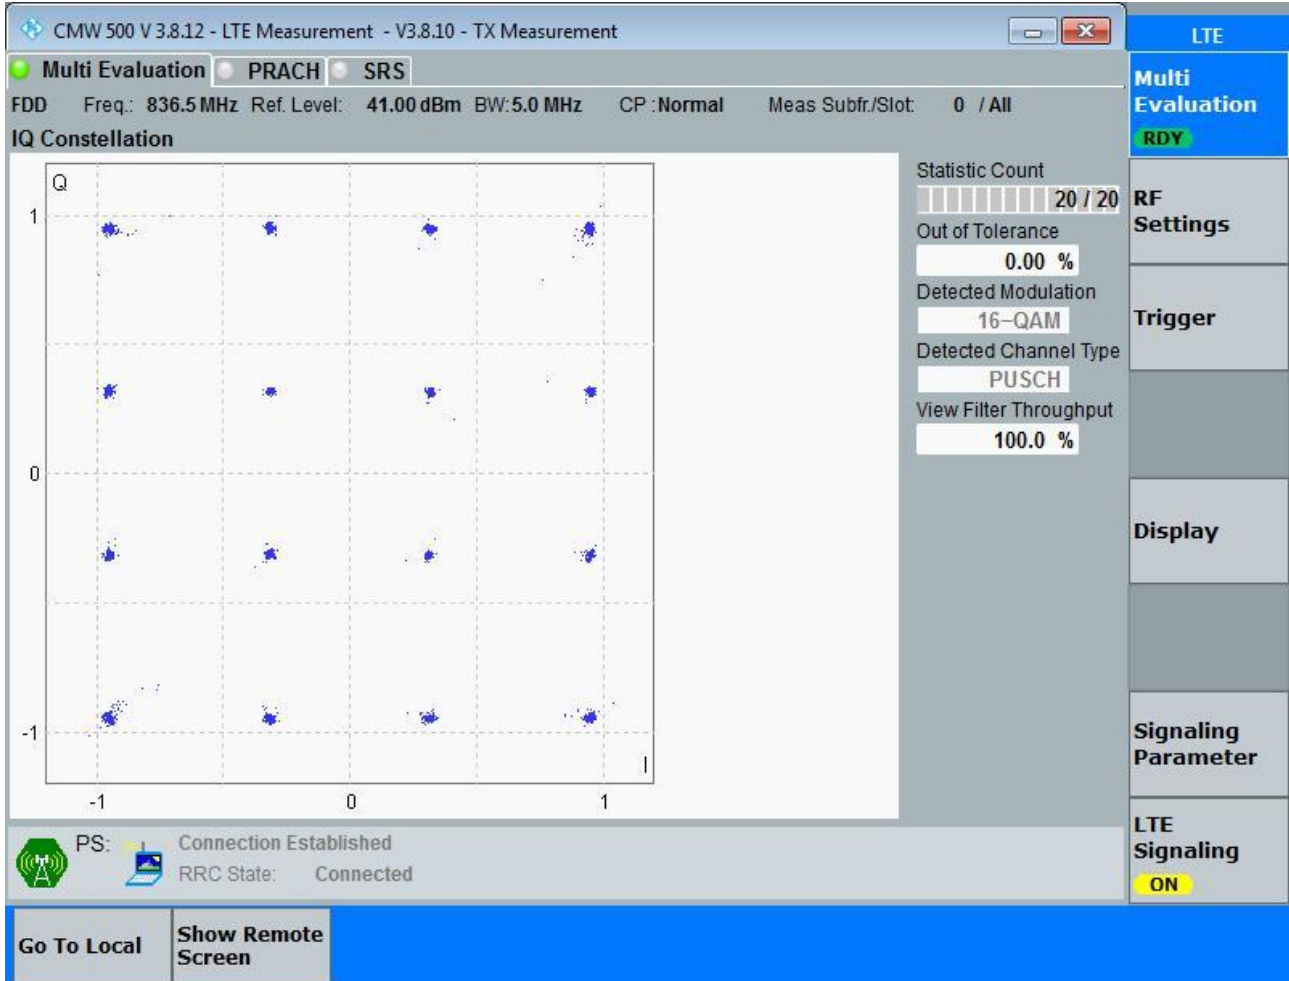 CMW 500 V 3.8.12 - LTE Measurement - V3.8.10 - TX Measurement
LTE
Multi Evaluation PRACH SRS
FDD Freq.: 836.5 MHz Ref. Level: 41.00 dBm BW: 5.0 MHz CP : Normal Meas Subfr./Slot: 0 / All
IQ Constellation
Q
1
0
-1
I
-1 0 1
Statistic Count
20 / 20
Out of Tolerance
0.00 %
Detected Modulation
16-QAM
Detected Channel Type
PUSCH
View Filter Throughput
100.0 %
Multi
Evaluation
RDY
RF
Settings
Trigger
Display
Signaling
Parameter
LTE
Signaling
ON
PS: Connection Established
RRC State: Connected
Go To Local
Show Remote
Screen